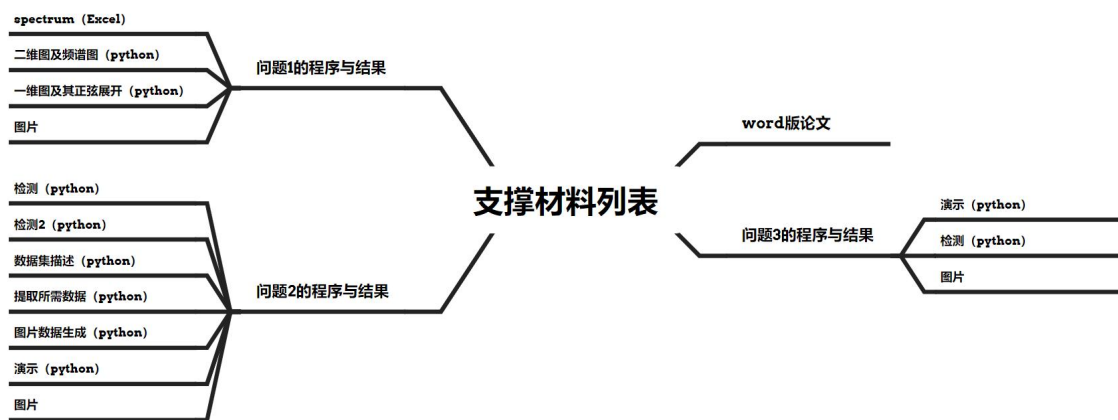 支撑材料列表
问题1的程序与结果
spectrum（Excel）
二维图及频谱图（python）
一维图及其正弦展开（python）
图片
问题2的程序与结果
检测（python）
检测2（python）
数据集描述（python）
提取所需数据（python）
图片数据生成（python）
演示（python）
图片
word版论文
问题3的程序与结果
演示（python）
检测（python）
图片